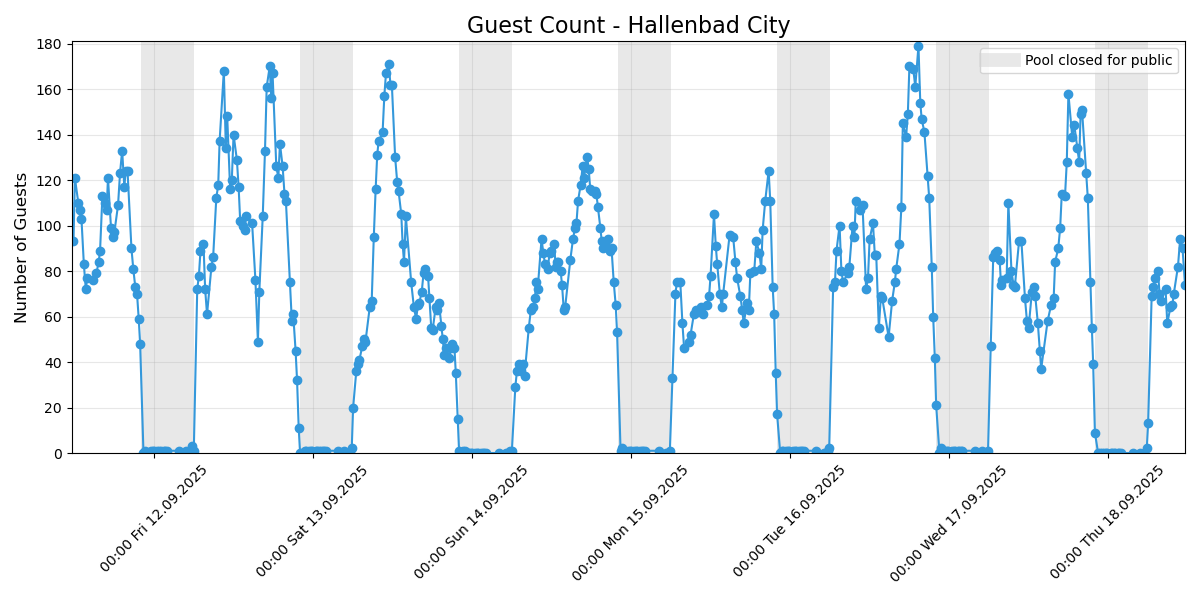 Guest Count - Hallenbad City
Pool closed for public
Number of Guests
180
160
140
120
100
80
60
40
20
0
00:00 Fri 12.09.2025
00:00 Sat 13.09.2025
00:00 Sun 14.09.2025
00:00 Mon 15.09.2025
00:00 Tue 16.09.2025
00:00 Wed 17.09.2025
00:00 Thu 18.09.2025